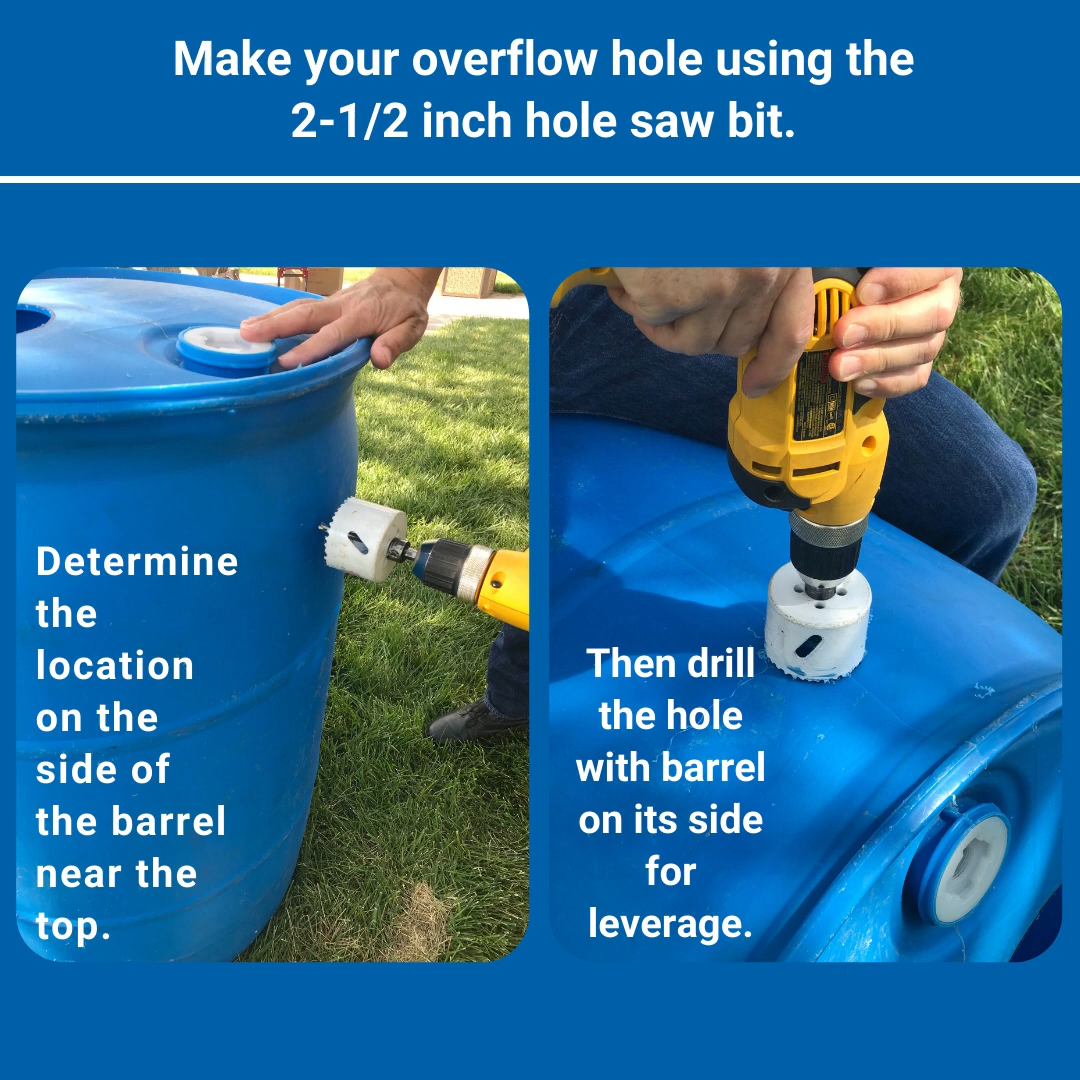 Make your overflow hole using the
2-1/2 inch hole saw bit.
Determine
the
location
on the
side of
the barrel
near the
top.
Then drill
the hole
with barrel
on its side
for
leverage.